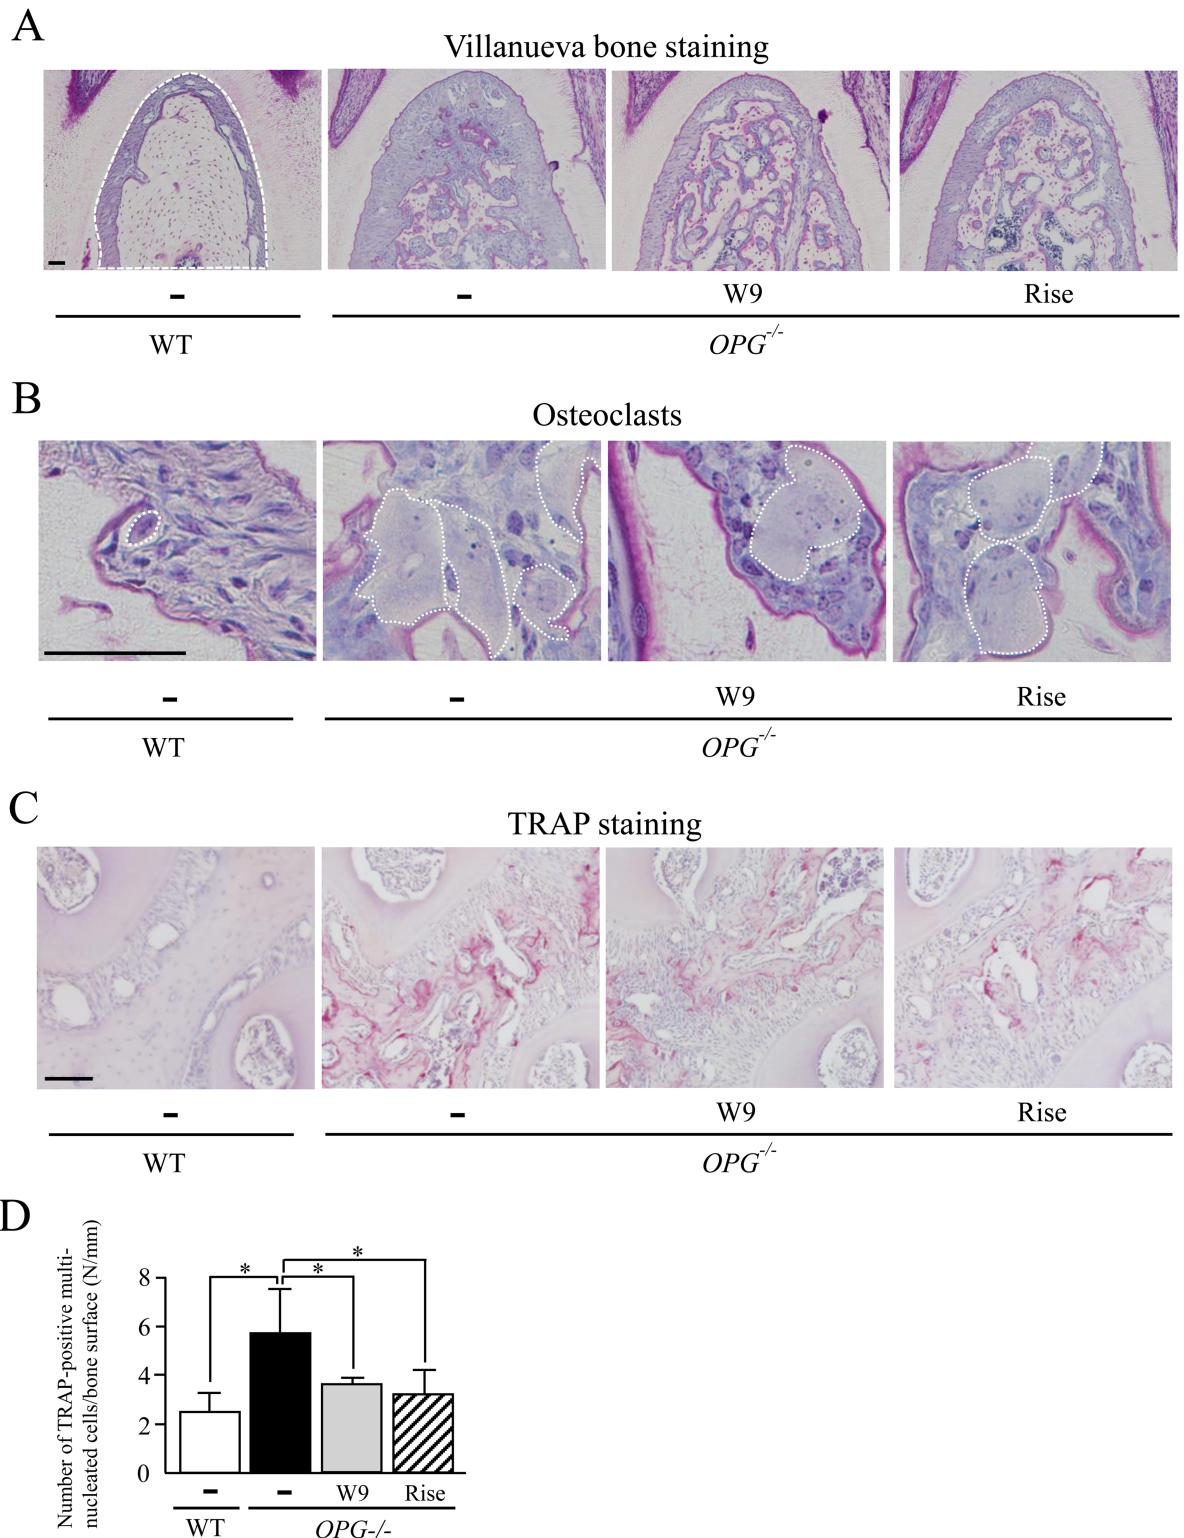 A
Villanueva bone staining
- - W9 Rise
WT OPG-/-
B
Osteoclasts
- - W9 Rise
WT OPG-/-
C
TRAP staining
- - W9 Rise
WT OPG-/-
D
Number of TRAP-positive multi-
nucleated cells/bone surface (N/mm)
*
* *
8
6
4
2
0
- - W9 Rise
WT OPG-/-